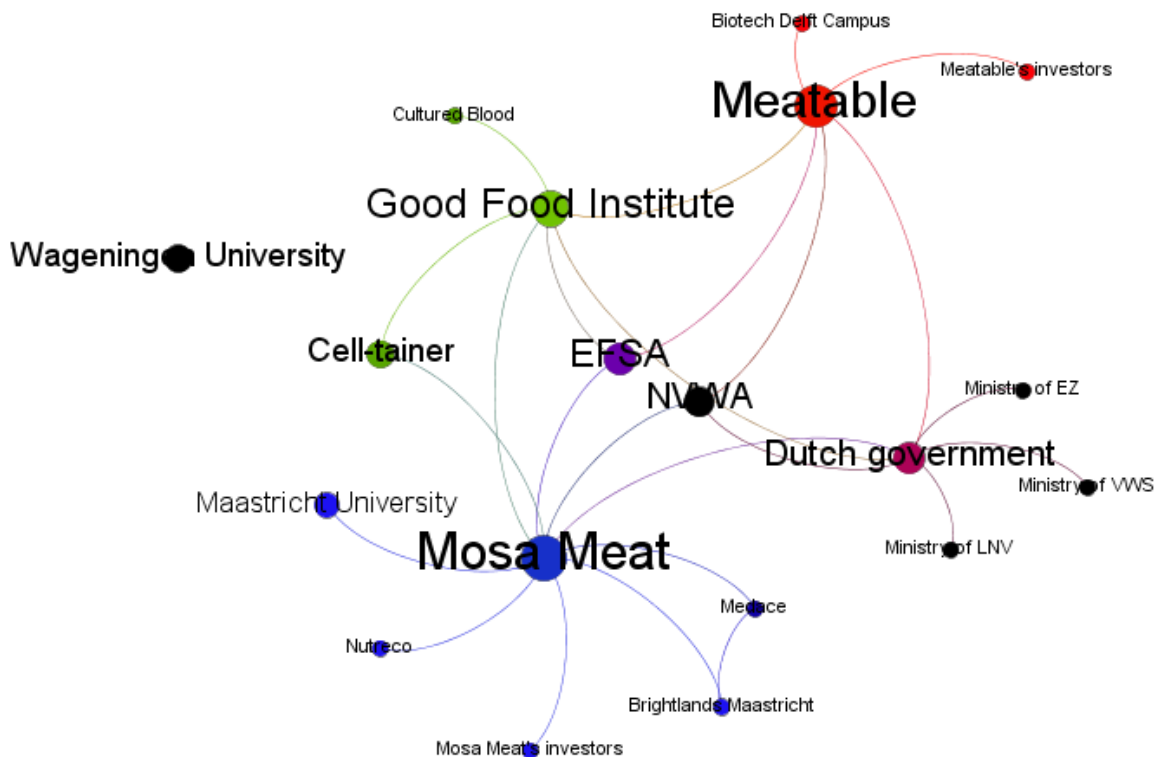 Biotech Delft Campus
Meatable's investors
Meatable
Cultured Blood
Good Food Institute
Wageningen University
Cell-tainer
EFSA
NVWA
Ministry of EZ
Dutch government
Ministry of VWS
Maastricht University
Ministry of LNV
Mosa Meat
Medace
Nutreco
Brightlands Maastricht
Mosa Meat's investors